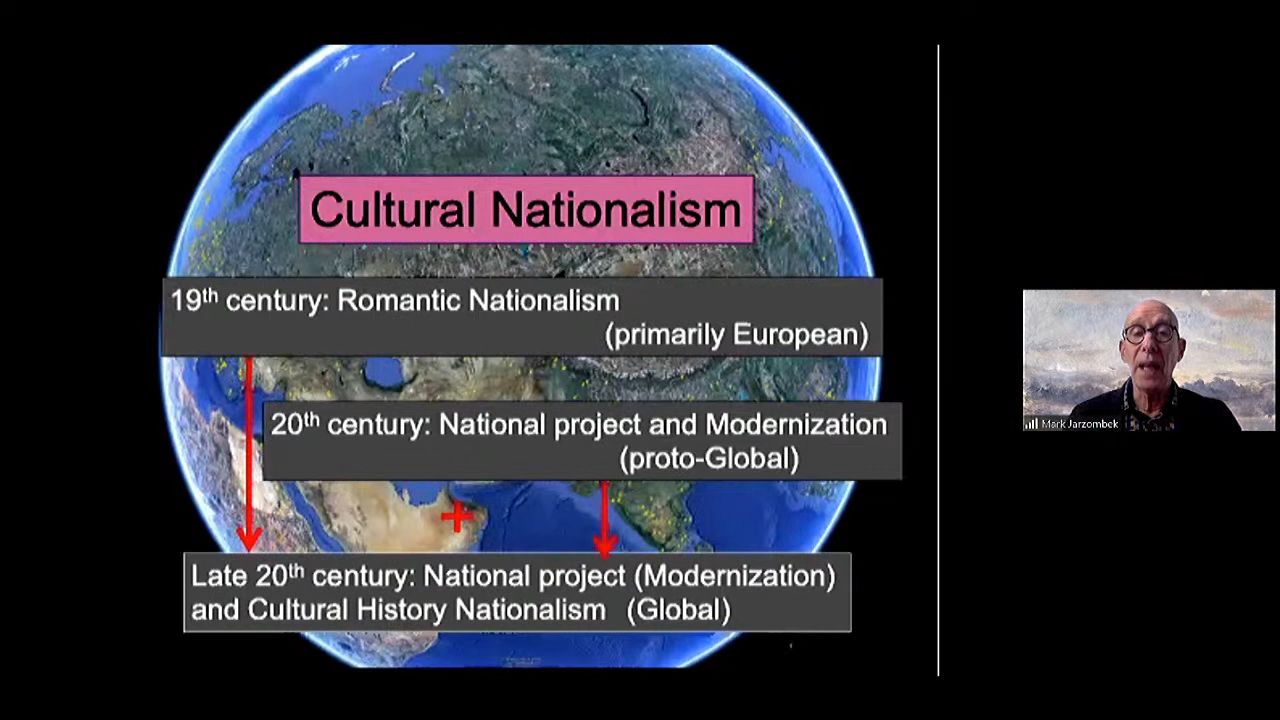 Cultural Nationalism
19th century: Romantic Nationalism
(primarily European)
20th century: National project and Modernization
(proto-Global)
Late 20th century: National project (Modernization)
and Cultural History Nationalism (Global)
Mark Jarzombek